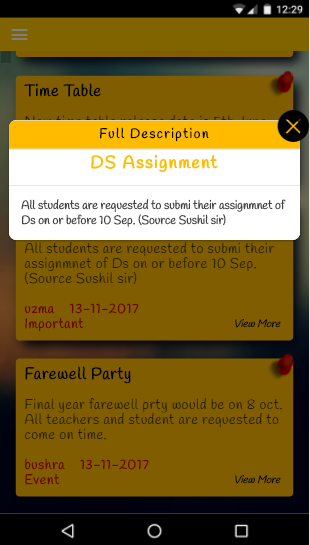 12:29
Time Table
Full Description
DS Assignment
All students are requested to submi their assignmnet of
Ds on or before 10 Sep. (Source Sushil sir)
All students are requested to submi their
assignmnet of Ds on or before 10 Sep.
(Source Sushil sir)
uzma 13-11-2017
Important
View More
Farewell Party
Final year farewell prty would be on 8 oct.
All teachers and student are requested to
come on time.
bushra 13-11-2017
Event
View More